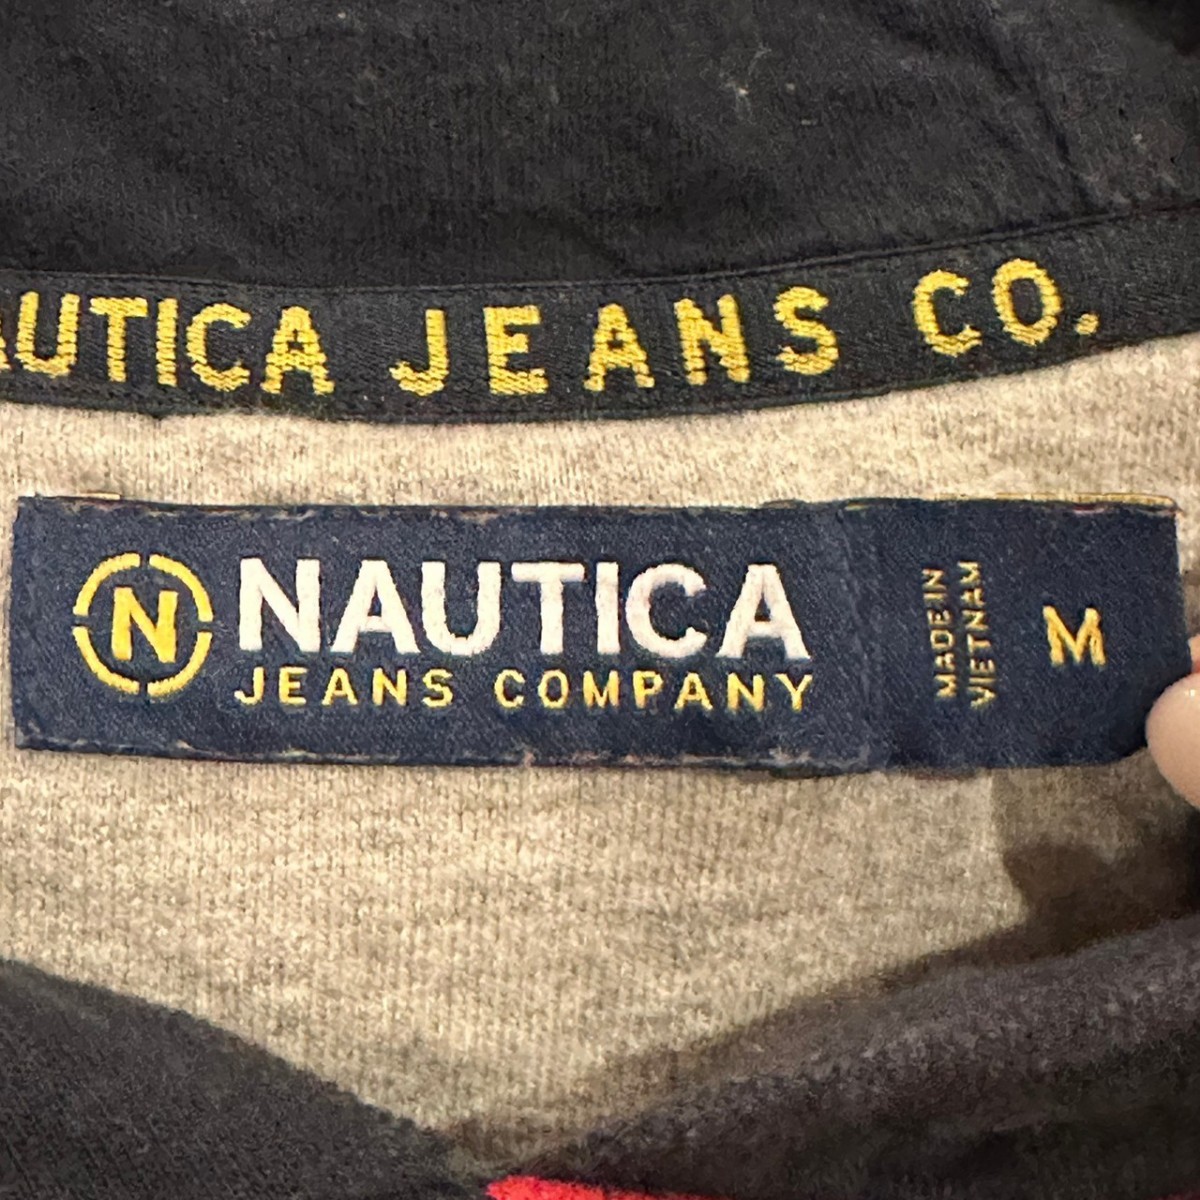 AUTICA JEANS CO.
N NAUTICA
JEANS COMPANY
MADE IN
VIETNAM
M